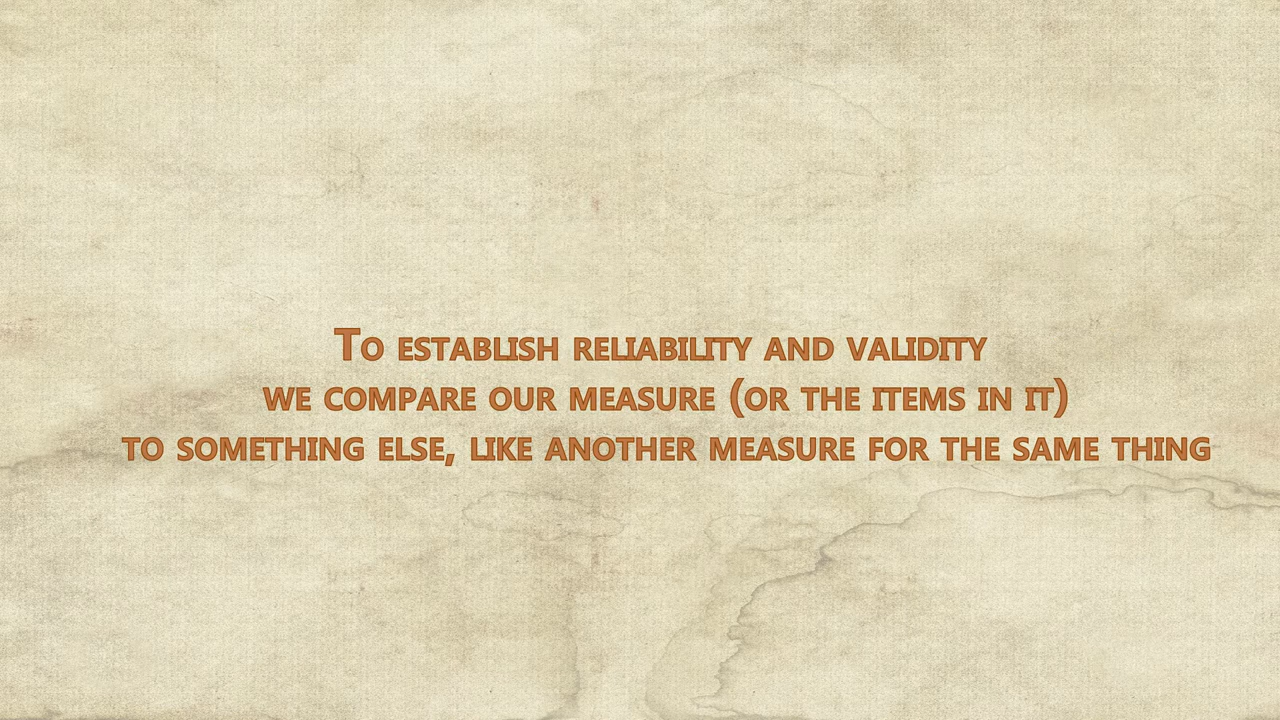 To establish reliability and validity
we compare our measure (or the items in it)
to something else, like another measure for the same thing